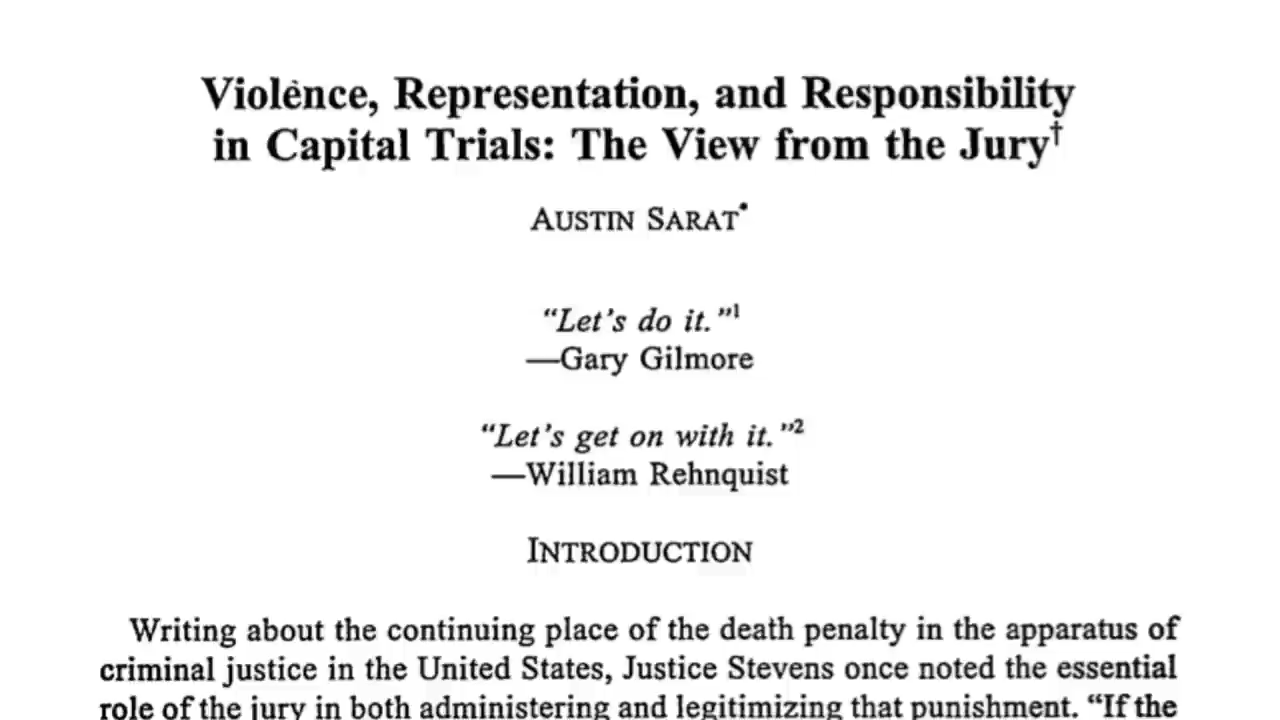 Violence, Representation, and Responsibility
in Capital Trials: The View from the Jury†
AUSTIN SARAT*
“Let’s do it.”1
—Gary Gilmore
“Let’s get on with it.”2
—William Rehnquist
INTRODUCTION
Writing about the continuing place of the death penalty in the apparatus of
criminal justice in the United States, Justice Stevens once noted the essential
role of the jury in both administering and legitimizing that punishment. “If the